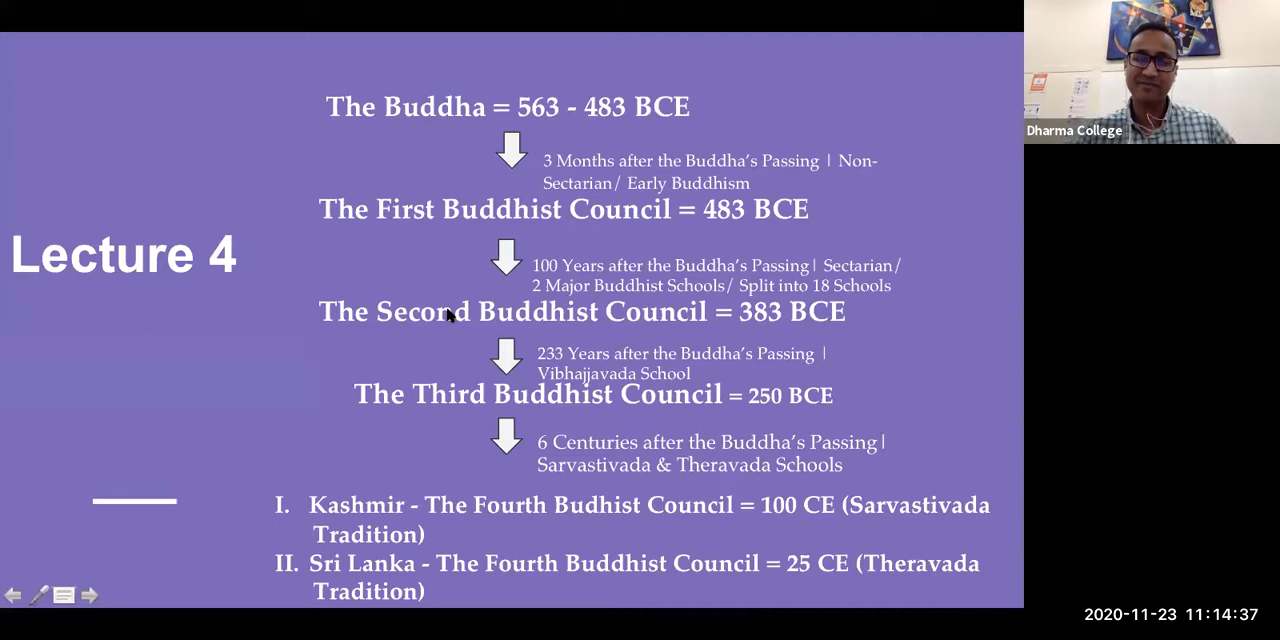 The Buddha = 563 - 483 BCE
3 Months after the Buddha's Passing | Non-
Sectarian/ Early Buddhism
The First Buddhist Council = 483 BCE
Lecture 4
100 Years after the Buddha's Passing| Sectarian/
2 Major Buddhist Schools/ Split into 18 Schools
The Second Buddhist Council = 383 BCE
233 Years after the Buddha's Passing |
Vibhajjavada School
The Third Buddhist Council = 250 BCE
6 Centuries after the Buddha's Passing|
Sarvastivada & Theravada Schools
I. Kashmir - The Fourth Budhist Council = 100 CE (Sarvastivada
Tradition)
II. Sri Lanka - The Fourth Buddhist Council = 25 CE (Theravada
Tradition)
Dharma College
2020-11-23 11:14:37